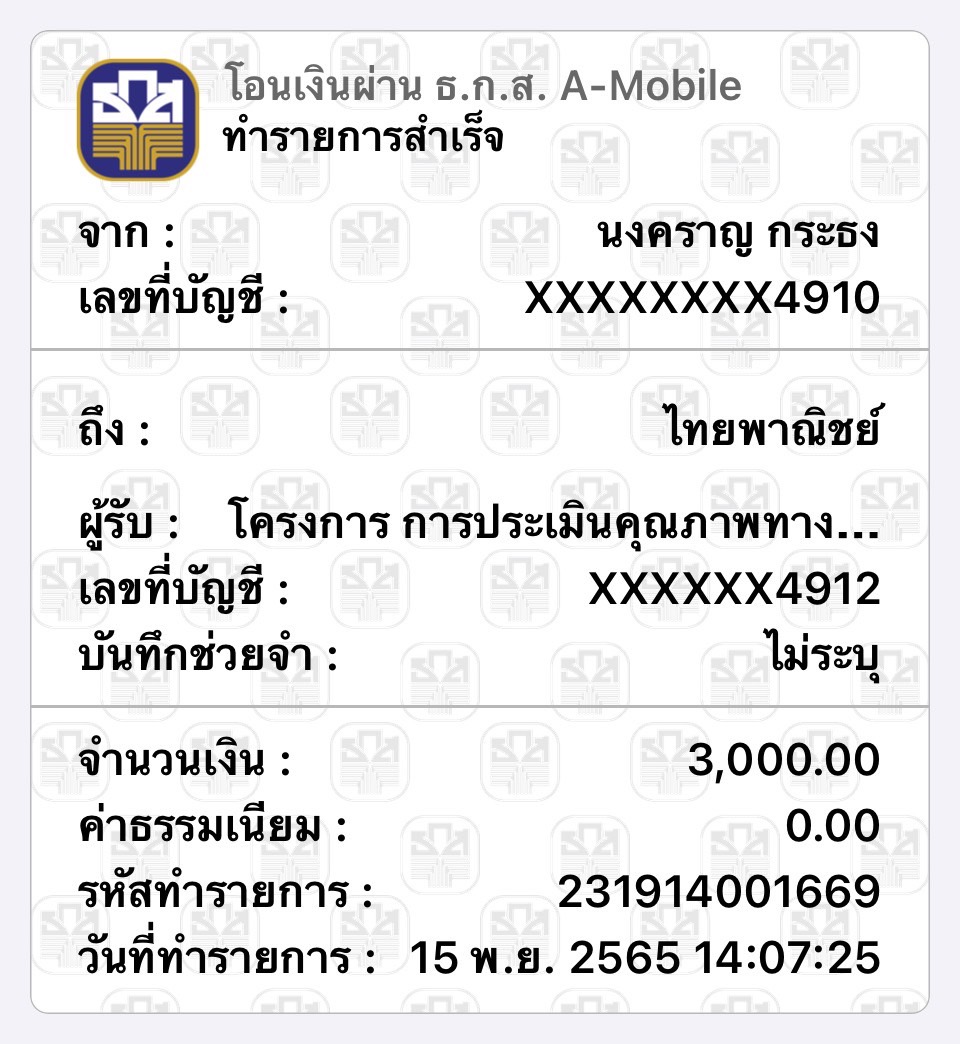 โอนเงินผ่าน ธ.ก.ส. A-Mobile
ทำรายการสำเร็จ
จาก : นงคราญ กระธง
เลขที่บัญชี : XXXXXXXX4910
ถึง : ไทยพาณิชย์
ผู้รับ : โครงการ การประเมินคุณภาพทาง...
เลขที่บัญชี : XXXXXX4912
บันทึกช่วยจำ : ไม่ระบุ
จำนวนเงิน : 3,000.00
ค่าธรรมเนียม : 0.00
รหัสทำรายการ : 231914001669
วันที่ทำรายการ : 15 พ.ย. 2565 14:07:25